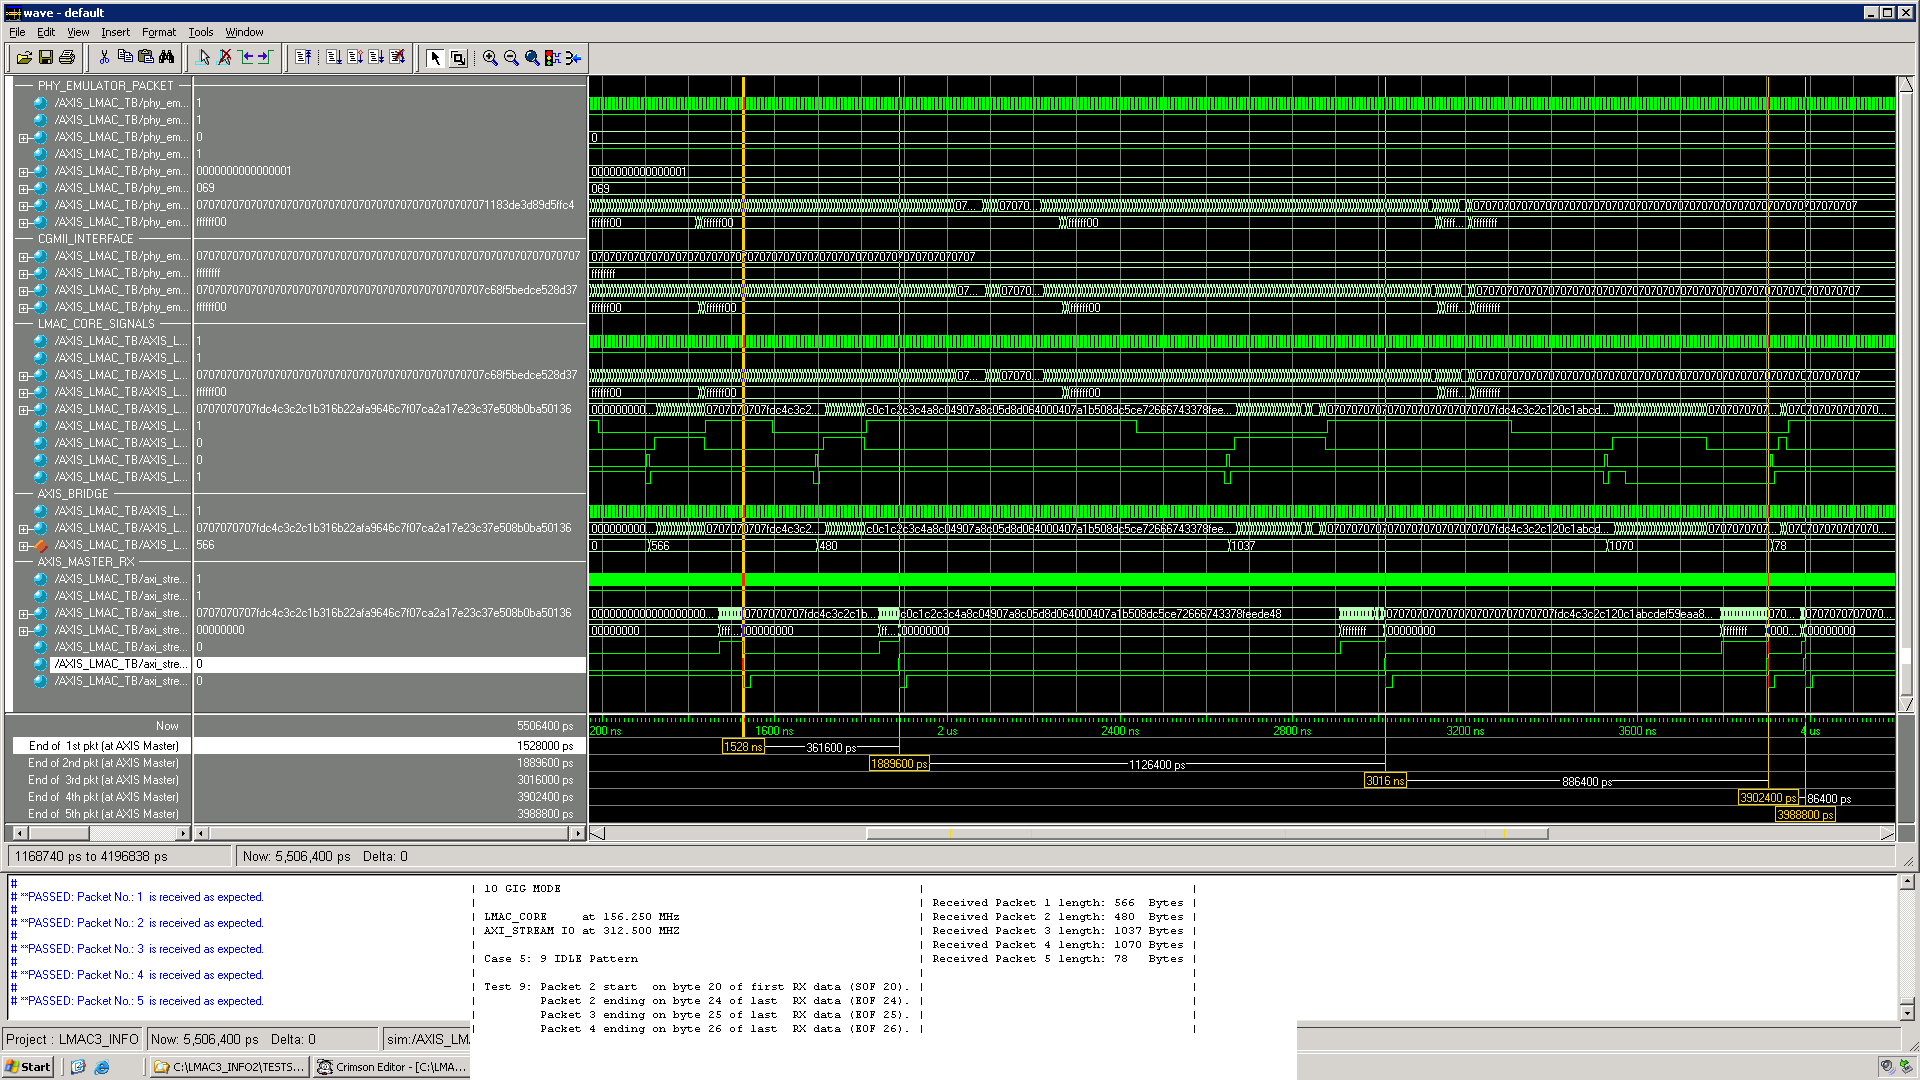 wave - default
File Edit View Insert Format Tools Window
PHY_EMULATOR_PACKET
/AXIS_LMAC_TB/phy_em... 1
/AXIS_LMAC_TB/phy_em... 1
/AXIS_LMAC_TB/phy_em... 0 0
/AXIS_LMAC_TB/phy_em... 1
/AXIS_LMAC_TB/phy_em... 0000000000000001 0000000000000001
/AXIS_LMAC_TB/phy_em... 069 069
/AXIS_LMAC_TB/phy_em... 07... 07070...
/AXIS_LMAC_TB/phy_em... ffffff00 ffffff00 ffffff00 ffffff00 ffff... ffffffff
CGMII_INTERFACE
/AXIS_LMAC_TB/phy_em...
/AXIS_LMAC_TB/phy_em... ffffffff ffffffff
/AXIS_LMAC_TB/phy_em... 07... 07070...
/AXIS_LMAC_TB/phy_em... ffffff00 ffffff00 ffffff00 ffffff00 ffff... ffffffff
LMAC_CORE_SIGNALS
/AXIS_LMAC_TB/AXIS_L... 1
/AXIS_LMAC_TB/AXIS_L... 1
/AXIS_LMAC_TB/AXIS_L... 07... 07070...
/AXIS_LMAC_TB/AXIS_L... ffffff00 ffffff00 ffffff00 ffffff00 ffff... ffffffff
/AXIS_LMAC_TB/AXIS_L... 0707070707fdc4c3c2c1b316b22afa9646c7f07ca2a17e23c37e508b0ba50136 000000000... 0707070707fdc4c3c2... c0c1c2c3c4a8c04907a8c05d8d064000407a1b508dc5ce72666743378fee...
/AXIS_LMAC_TB/AXIS_L... 1
/AXIS_LMAC_TB/AXIS_L... 0
/AXIS_LMAC_TB/AXIS_L... 0
/AXIS_LMAC_TB/AXIS_L... 1
AXIS_BRIDGE
/AXIS_LMAC_TB/AXIS_L... 1
/AXIS_LMAC_TB/AXIS_L... 0707070707fdc4c3c2c1b316b22afa9646c7f07ca2a17e23c37e508b0ba50136 000000000... 0707070707fdc4c3c2... c0c1c2c3c4a8c04907a8c05d8d064000407a1b508dc5ce72666743378fee...
/AXIS_LMAC_TB/AXIS_L... 566 0 566 480 1037 1070 78
AXIS_MASTER_RX
/AXIS_LMAC_TB/axi_stre... 1
/AXIS_LMAC_TB/axi_stre... 1
/AXIS_LMAC_TB/axi_stre... 0707070707fdc4c3c2c1b316b22afa9646c7f07ca2a17e23c37e508b0ba50136 0707070707fdc4c3c2c1b... c0c1c2c3c4a8c04907a8c05d8d064000407a1b508dc5ce72666743378feede48 070...
/AXIS_LMAC_TB/axi_stre... 00000000 00000000 fff... 00000000 ff... 00000000 ffffffff 00000000 ffffffff 000... 00000000
/AXIS_LMAC_TB/axi_stre... 0
/AXIS_LMAC_TB/axi_stre... 0
/AXIS_LMAC_TB/axi_stre... 0
Now 5506400 ps 200 ns 1600 ns 2 us 2400 ns 2800 ns 3200 ns 3600 ns 4 us
End of 1st pkt (at AXIS Master) 1528000 ps 1528 ns 361600 ps
End of 2nd pkt (at AXIS Master) 1889600 ps 1889600 ps 1126400 ps
End of 3rd pkt (at AXIS Master) 3016000 ps 3016 ns 886400 ps
End of 4th pkt (at AXIS Master) 3902400 ps 3902400 ps 86400 ps
End of 5th pkt (at AXIS Master) 3988800 ps 3988800 ps
1168740 ps to 4196838 ps Now: 5,506,400 ps Delta: 0
#
# **PASSED: Packet No.: 1 is received as expected.
#
# **PASSED: Packet No.: 2 is received as expected.
#
# **PASSED: Packet No.: 3 is received as expected.
#
# **PASSED: Packet No.: 4 is received as expected.
#
# **PASSED: Packet No.: 5 is received as expected.
| 10 GIG MODE | |
| | Received Packet 1 length: 566 Bytes |
| LMAC_CORE at 156.250 MHz | Received Packet 2 length: 480 Bytes |
| AXI_STREAM IO at 312.500 MHZ | Received Packet 3 length: 1037 Bytes |
| | Received Packet 4 length: 1070 Bytes |
| Case 5: 9 IDLE Pattern | Received Packet 5 length: 78 Bytes |
| Test 9: Packet 2 start on byte 20 of first RX data (SOF 20). | |
| Packet 2 ending on byte 24 of last RX data (EOF 24). | |
| Packet 3 ending on byte 25 of last RX data (EOF 25). | |
| Packet 4 ending on byte 26 of last RX data (EOF 26). | |
Project : LMAC3_INFO Now: 5,506,400 ps Delta: 0 sim:/AXIS_LM
Start C:\LMAC3_INFO2\TESTS... Crimson Editor - [C:\LMA...